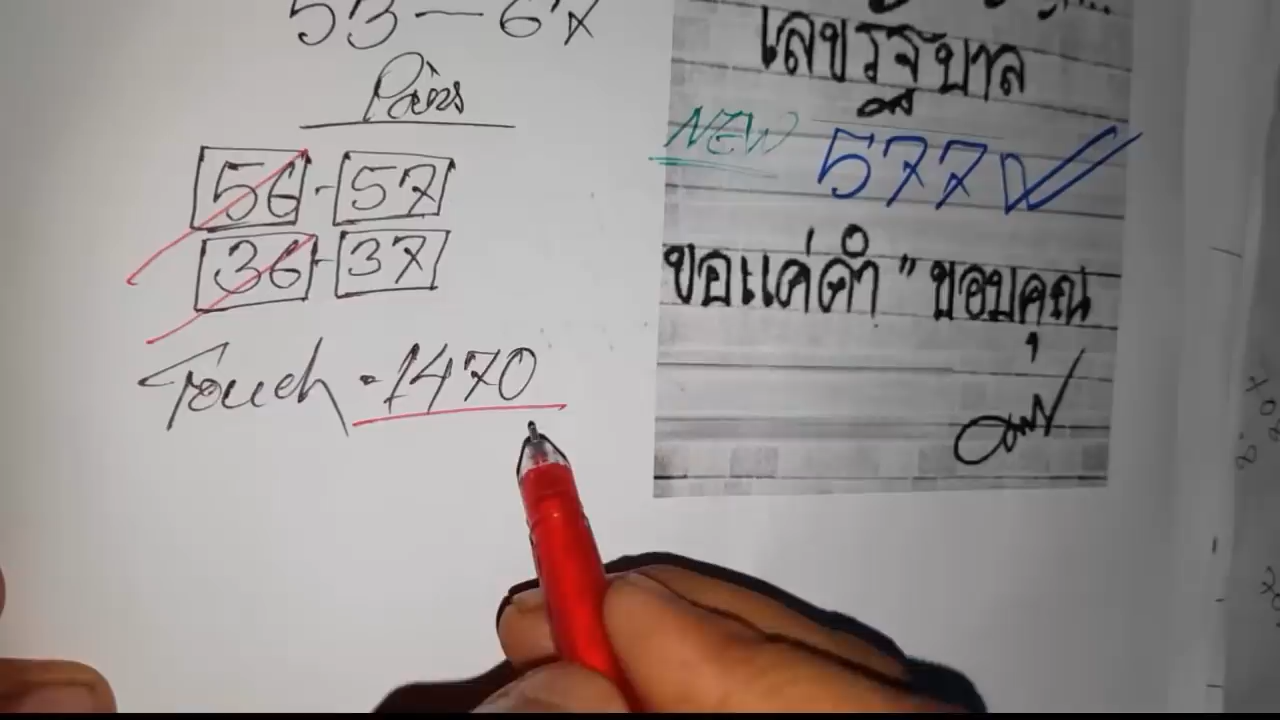 53 — 67
Pairs
56 - 57
36 - 37
Touch = 1470
เลขรัฐบาล
NEW 577
ขอแค่คำ " ขอบคุณ